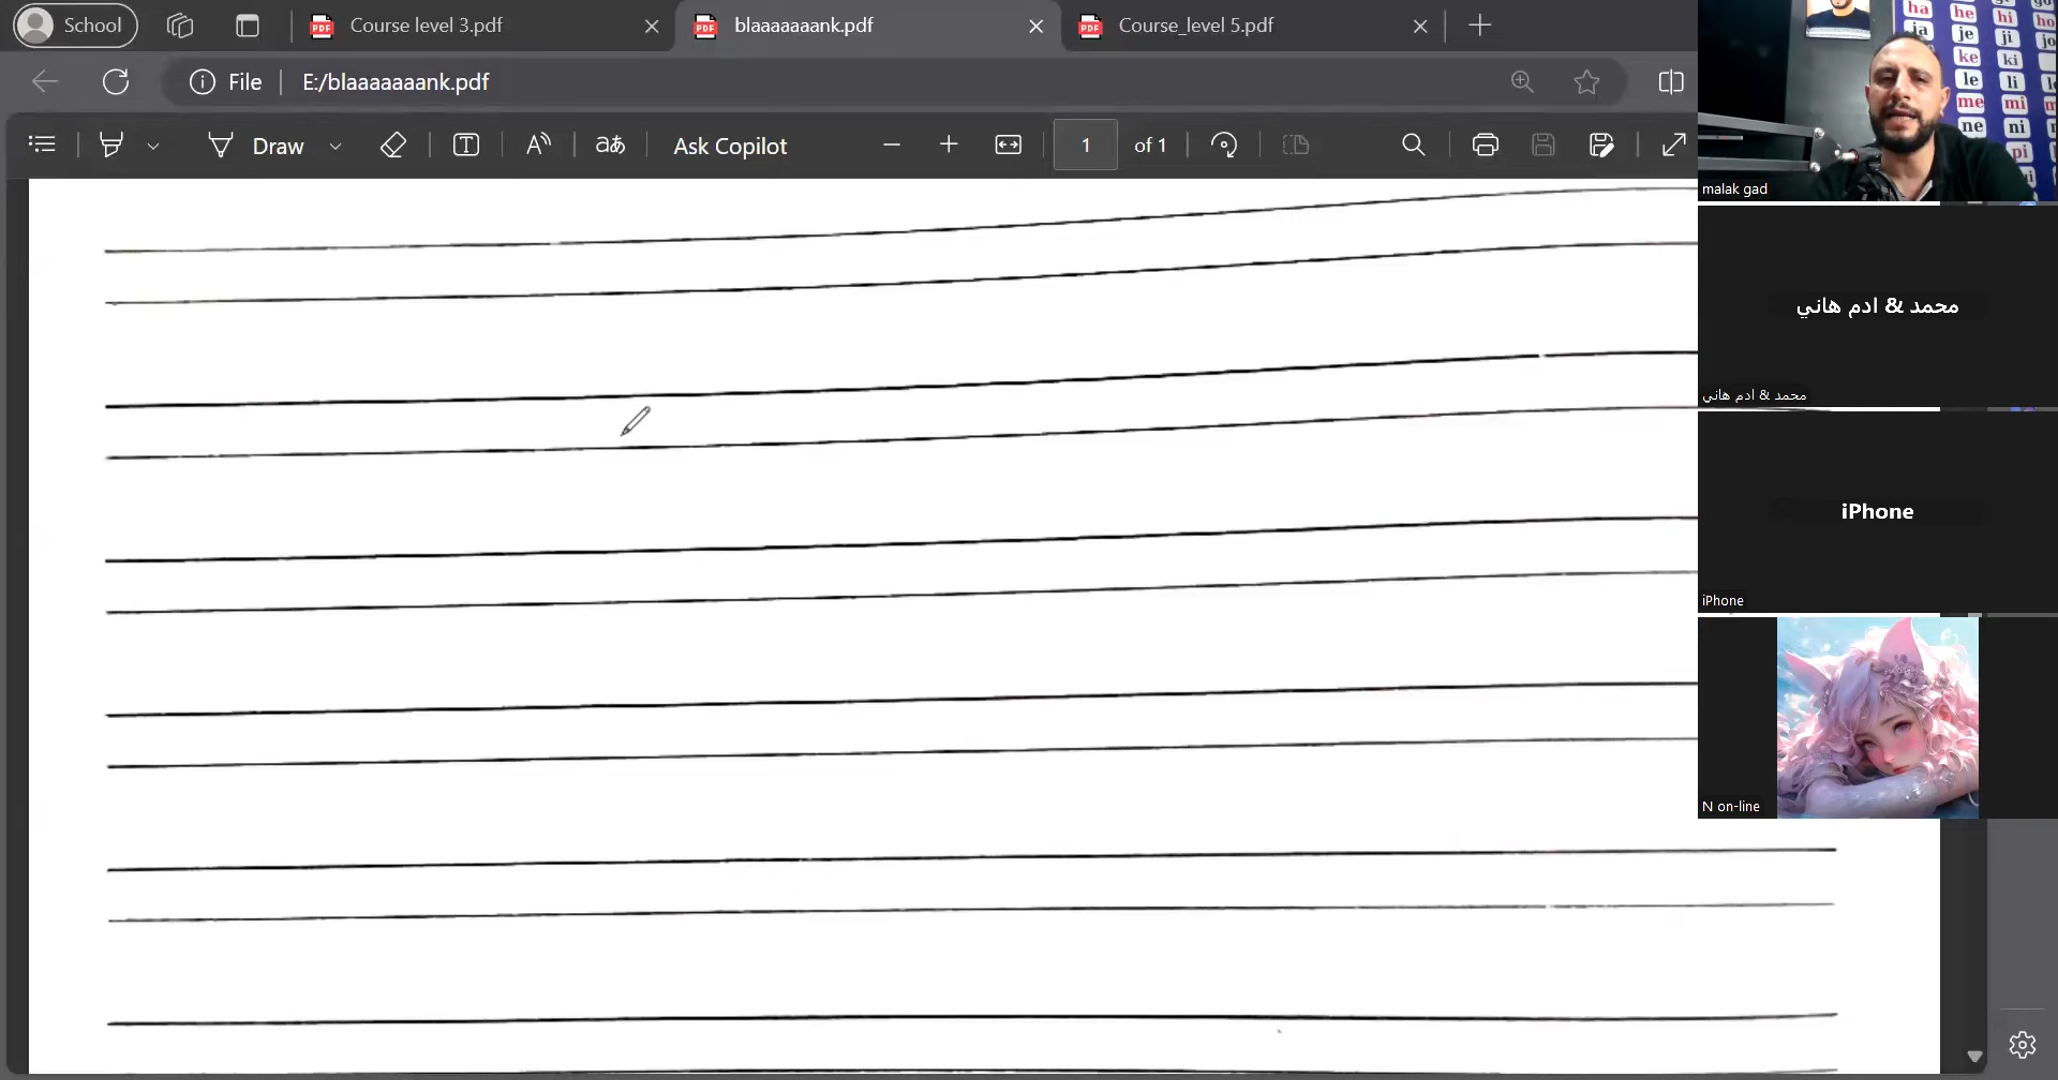 School
Course level 3.pdf
blaaaaaaank.pdf
Course_level 5.pdf
File
E:/blaaaaaaank.pdf
Draw
Ask Copilot
1
of 1
ha he hi ho
ja je ji jo
ke ki
le li
me mi
ne ni
pi
malak gad
محمد & ادم هاني
محمد & ادم هاني
iPhone
iPhone
N on-line